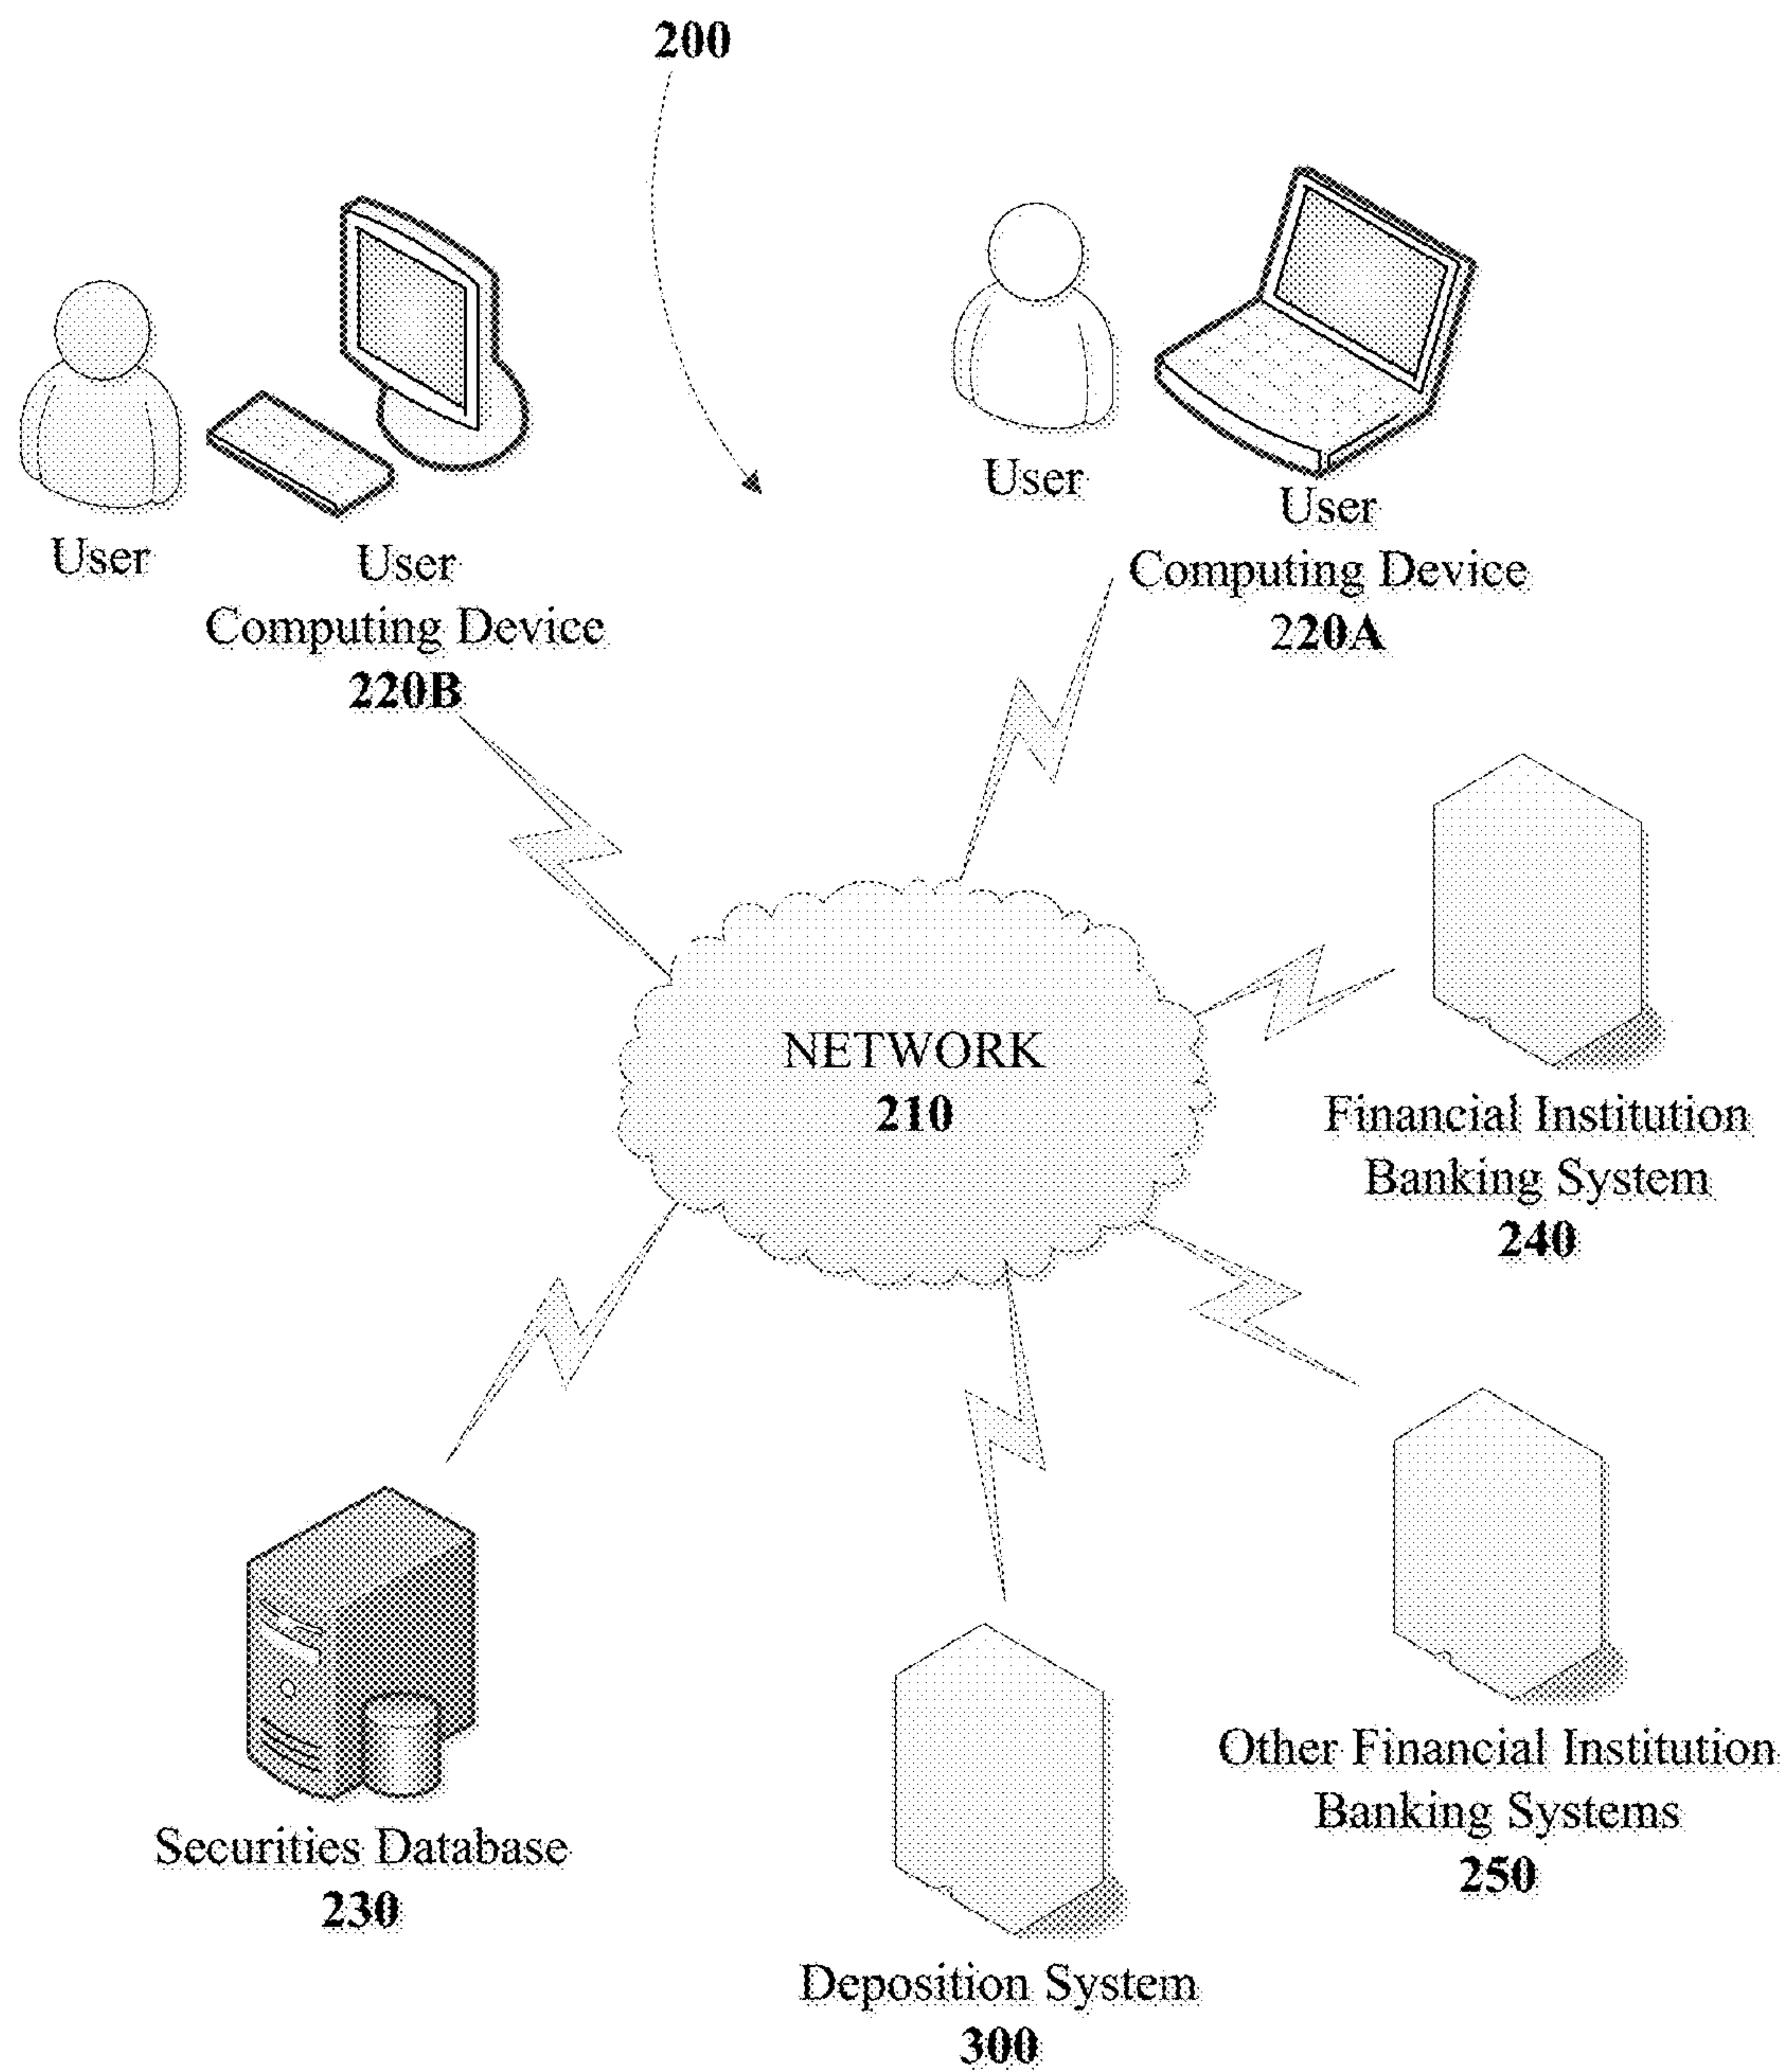 200
User
User
Computing Device
220B
User
User
Computing Device
220A
NETWORK
210
Financial Institution
Banking System
240
Other Financial Institution
Banking Systems
250
Securities Database
230
Deposition System
300